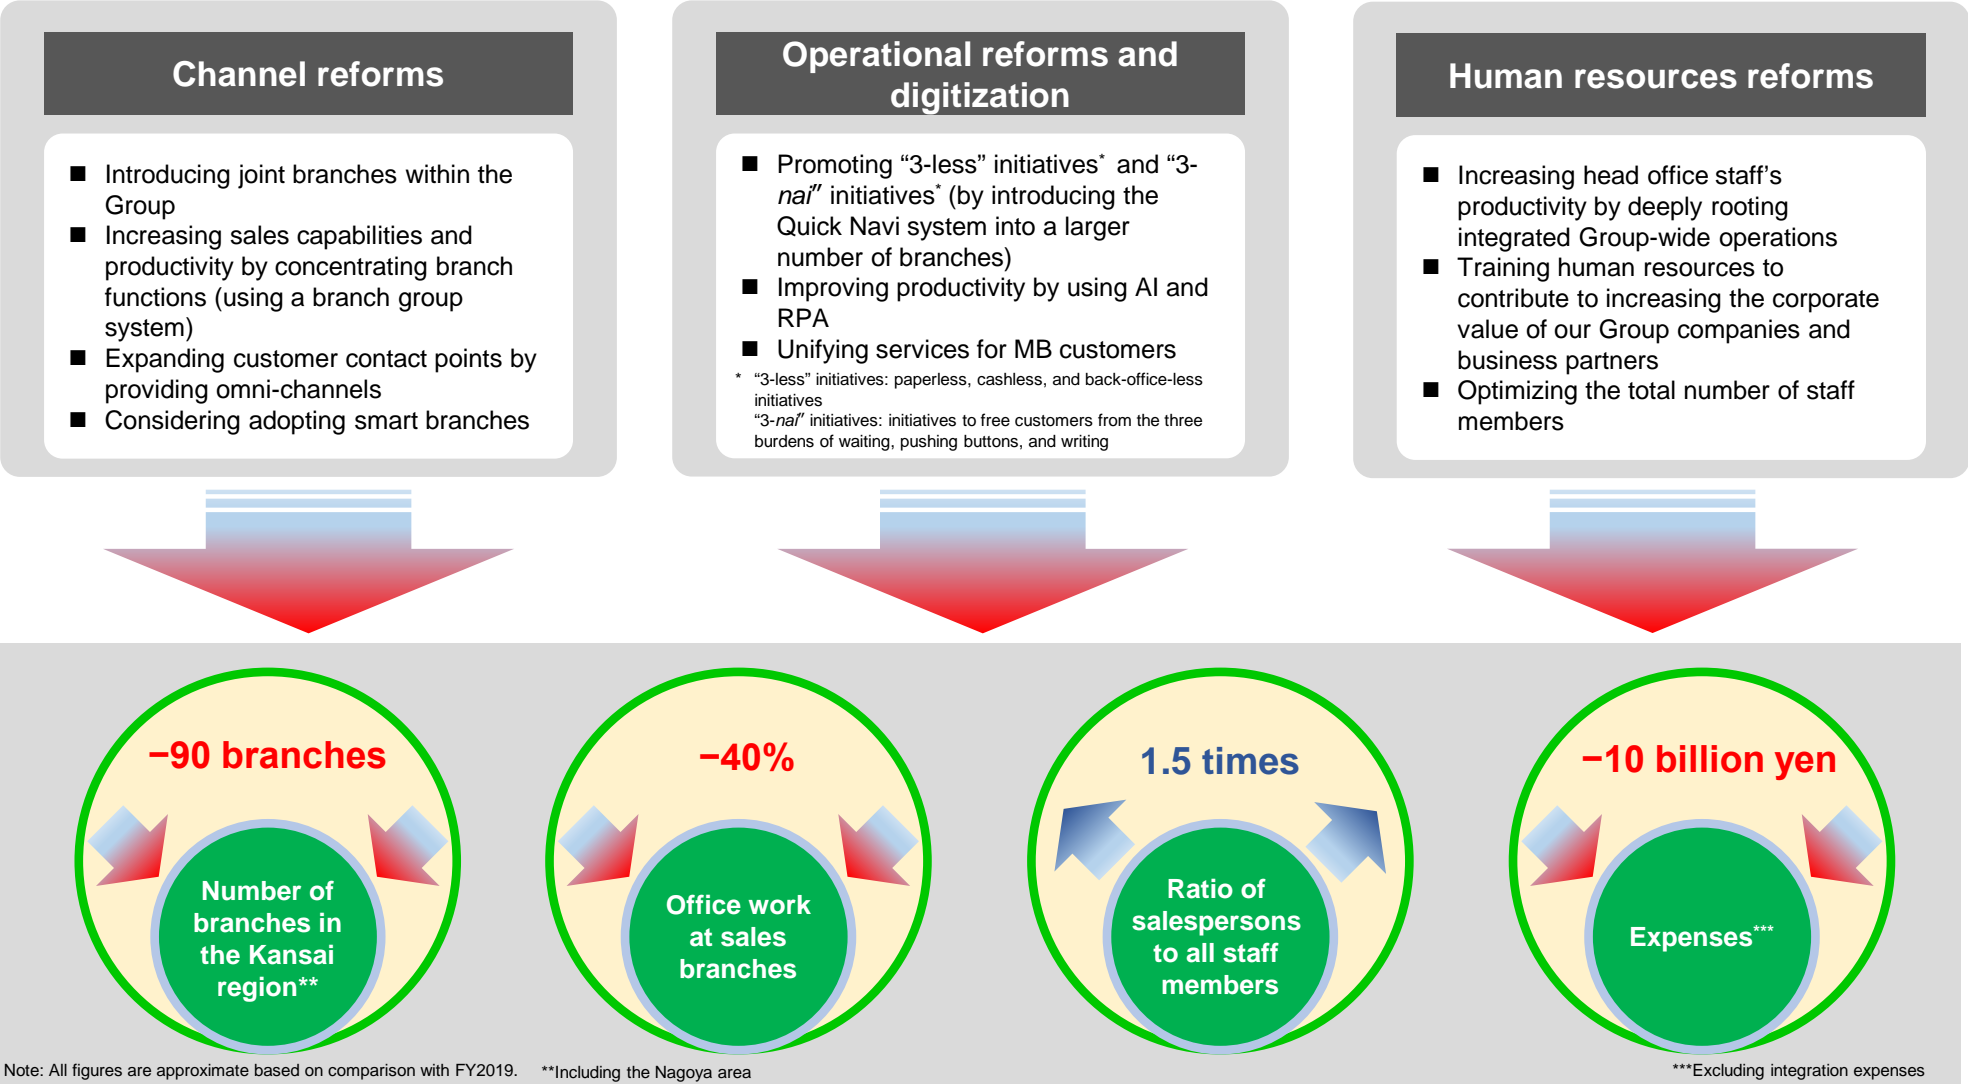 Channel reforms
■ Introducing joint branches within the
Group
■ Increasing sales capabilities and
productivity by concentrating branch
functions (using a branch group
system)
■ Expanding customer contact points by
providing omni-channels
■ Considering adopting smart branches
Operational reforms and
digitization
■ Promoting “3-less” initiatives* and “3-
nai” initiatives* (by introducing the
Quick Navi system into a larger
number of branches)
■ Improving productivity by using AI and
RPA
■ Unifying services for MB customers
* “3-less” initiatives: paperless, cashless, and back-office-less
initiatives
“3-nai” initiatives: initiatives to free customers from the three
burdens of waiting, pushing buttons, and writing
Human resources reforms
■ Increasing head office staff’s
productivity by deeply rooting
integrated Group-wide operations
■ Training human resources to
contribute to increasing the corporate
value of our Group companies and
business partners
■ Optimizing the total number of staff
members
−90 branches
Number of
branches in
the Kansai
region**
−40%
Office work
at sales
branches
1.5 times
Ratio of
salespersons
to all staff
members
−10 billion yen
Expenses***
Note: All figures are approximate based on comparison with FY2019.
**Including the Nagoya area
***Excluding integration expenses